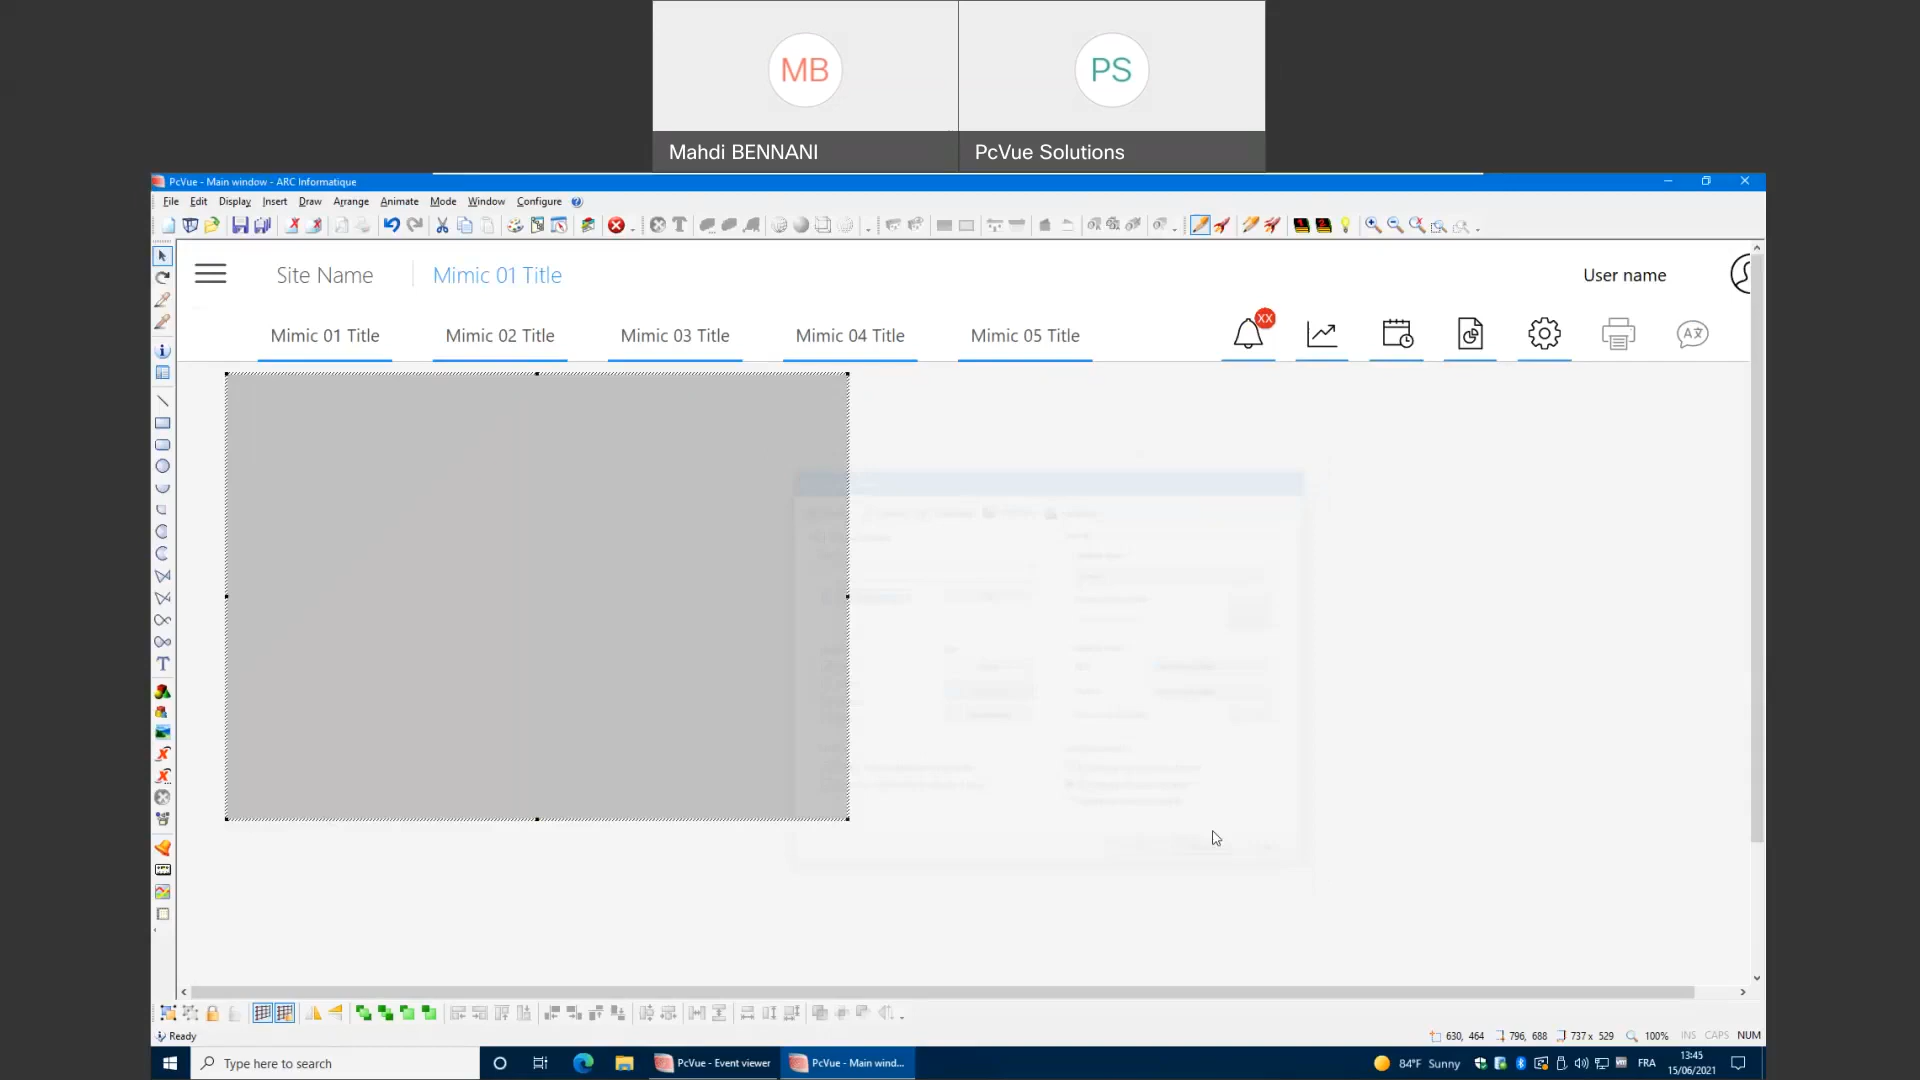 MB
PS
Mahdi BENNANI
PcVue Solutions
PcVue - Main window - ARC Informatique
File Edit Display Insert Draw Arrange Animate Mode Window Configure
Site Name
Mimic 01 Title
User name
Mimic 01 Title
Mimic 02 Title
Mimic 03 Title
Mimic 04 Title
Mimic 05 Title
XX
Ready
630, 464
796, 688
737 x 529
100%
INS CAPS NUM
Type here to search
PcVue - Event viewer
PcVue - Main wind...
84°F Sunny
FRA
13:45
15/06/2021